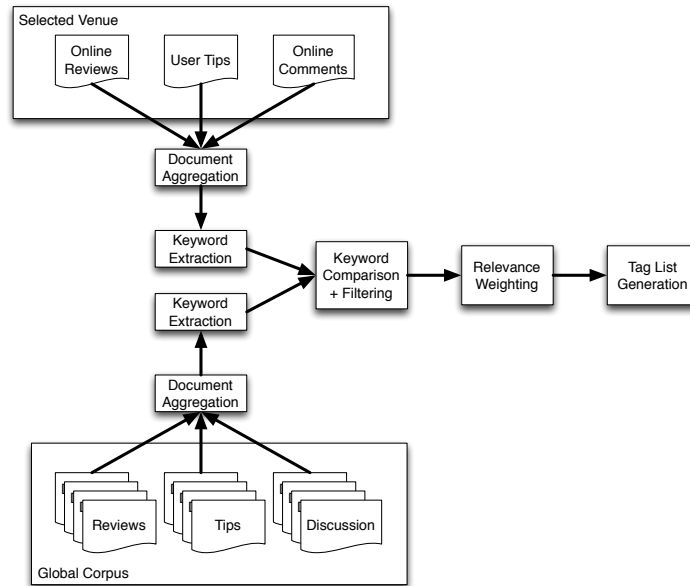 Selected Venue
Online
Reviews
User Tips
Online
Comments
Document
Aggregation
Keyword
Extraction
Keyword
Comparison
+ Filtering
Relevance
Weighting
Tag List
Generation
Keyword
Extraction
Document
Aggregation
Reviews
Tips
Discussion
Global Corpus